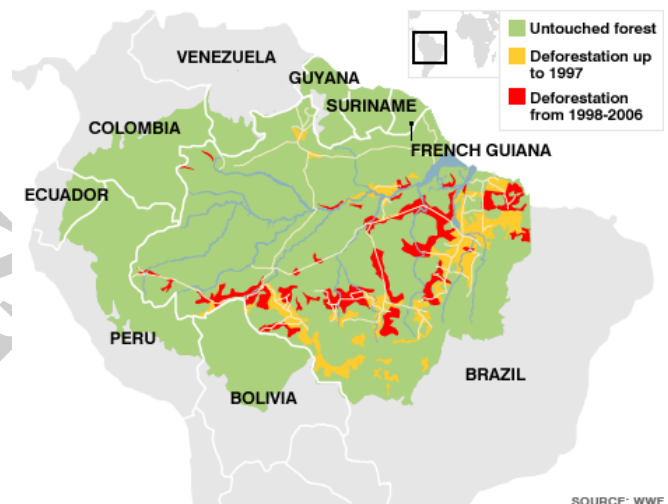 Untouched forest
Deforestation up
to 1997
Deforestation
from 1998-2006
VENEZUELA
GUYANA
SURINAME
COLOMBIA
FRENCH GUIANA
ECUADOR
PERU
BRAZIL
BOLIVIA
SOURCE: WWF